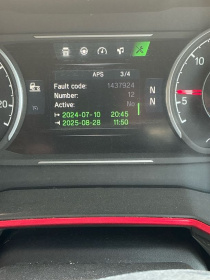 APS 3/4
Fault code: 1437924
Number: 12
Active: No
2024-07-10 20:45
2025-08-28 11:50
N
N
20
10
5